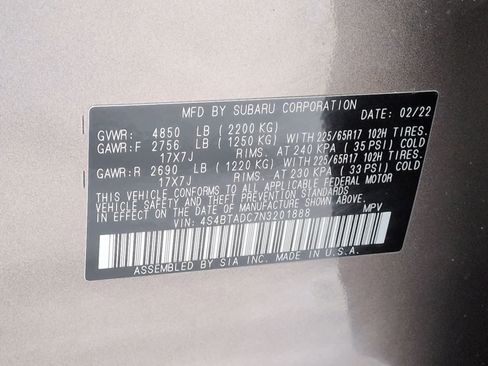 MFD BY SUBARU CORPORATION DATE: 02/22
GVWR: 4850 LB (2200 KG)
GAWR:F 2756 LB (1250 KG) WITH 225/65R17 102H TIRES.
17X7J RIMS. AT 240 KPA (35 PSI) COLD
GAWR:R 2690 LB (1220 KG) WITH 225/65R17 102H TIRES.
17X7J RIMS. AT 230 KPA (33 PSI) COLD
THIS VEHICLE CONFORMS TO ALL APPLICABLE FEDERAL MOTOR
VEHICLE SAFETY AND THEFT PREVENTION STANDARDS IN
EFFECT ON THE DATE OF MANUFACTURE SHOWN ABOVE.
VIN: 4S4BTADC7N3201888 MPV
ASSEMBLED BY SIA INC. MADE IN U.S.A.